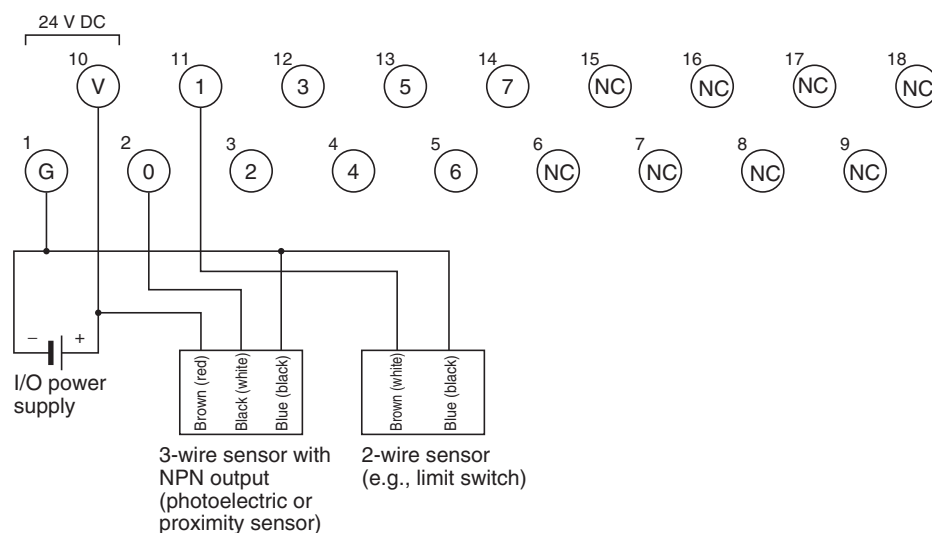 24 V DC
10 11 12 13 14 15 16 17 18
V 1 3 5 7 NC NC NC NC
1 2 3 4 5 6 7 8 9
G 0 2 4 6 NC NC NC NC
− +
I/O power
supply
Brown (red)
Black (white)
Blue (black)
Brown (white)
Blue (black)
3-wire sensor with
NPN output
(photoelectric or
proximity sensor)
2-wire sensor
(e.g., limit switch)